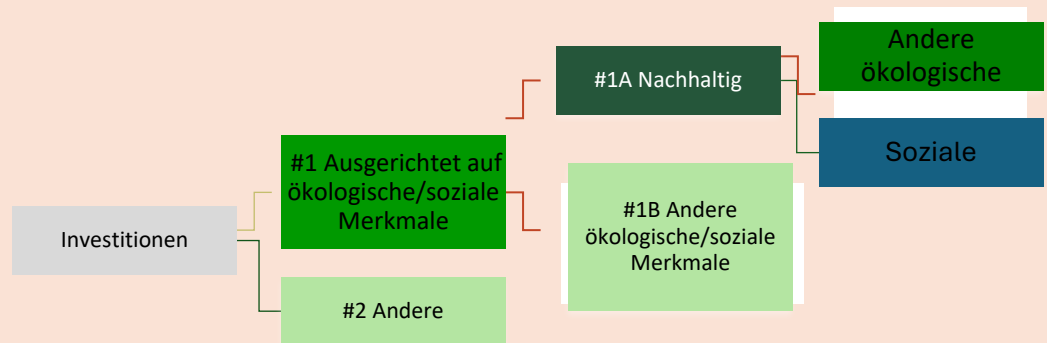 Investitionen
#1 Ausgerichtet auf
ökologische/soziale
Merkmale
#2 Andere
#1A Nachhaltig
#1B Andere
ökologische/soziale
Merkmale
Andere
ökologische
Soziale